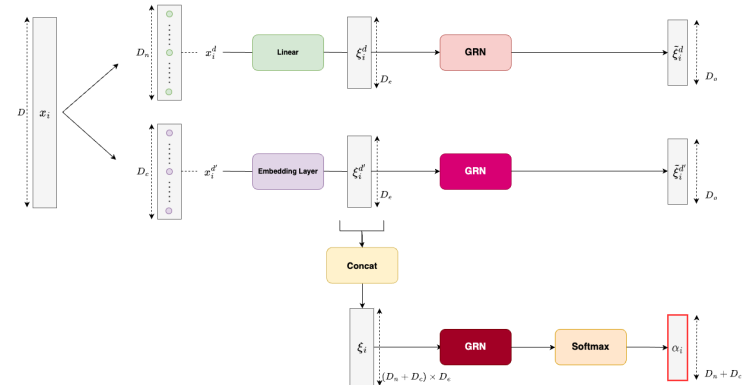 D
x_i
D_n
x_i^d
Linear
ξ_i^d
D_e
GRN
ξ̃_i^d
D_o
D_c
x_i^{d'}
Embedding Layer
ξ_i^{d'}
D_e
GRN
ξ̃_i^{d'}
D_o
Concat
ξ_i
(D_n + D_c) × D_e
GRN
Softmax
α_i
D_n + D_c